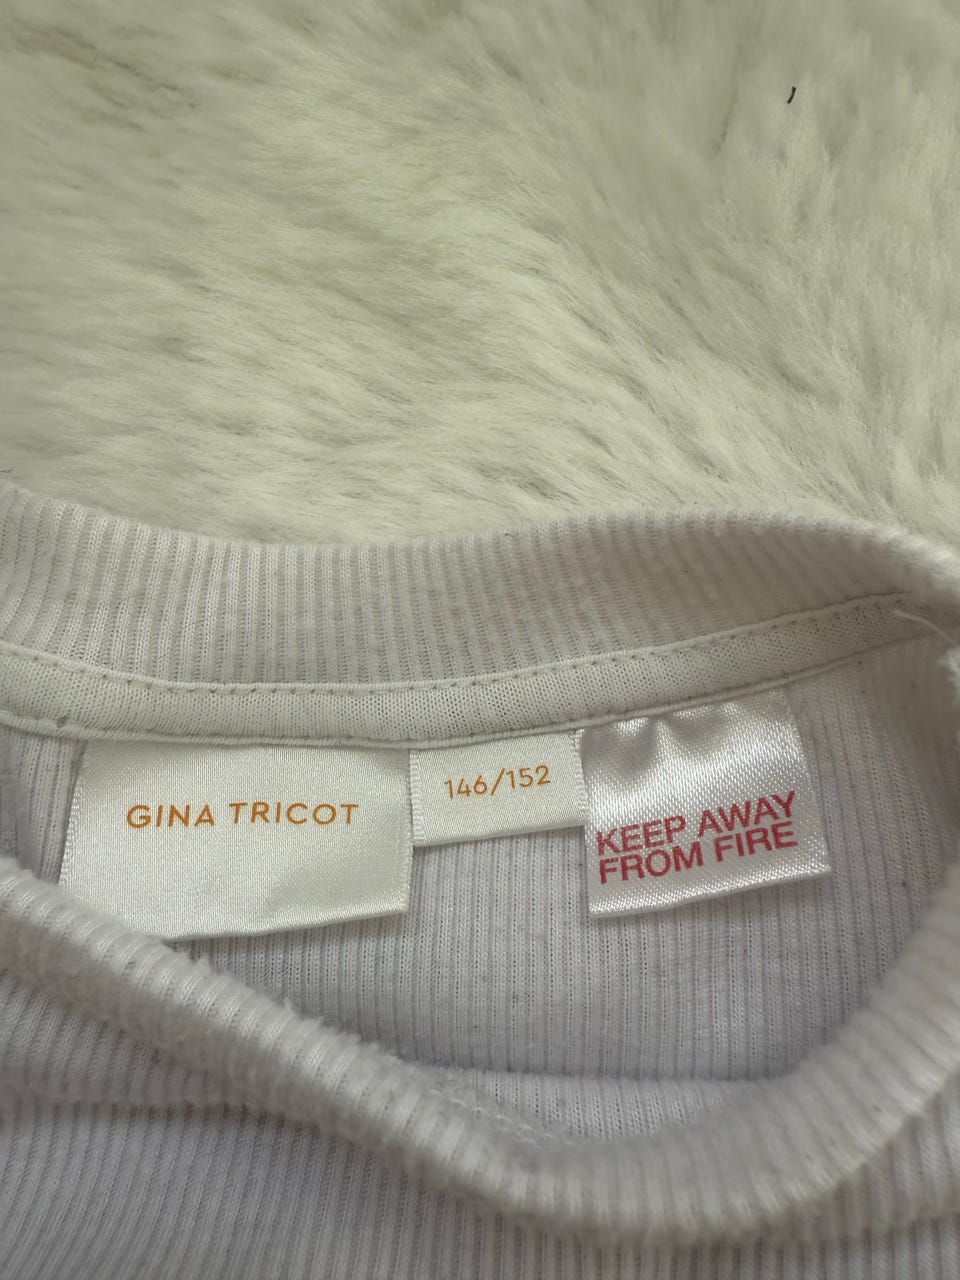 GINA TRICOT
146/152
KEEP AWAY
FROM FIRE